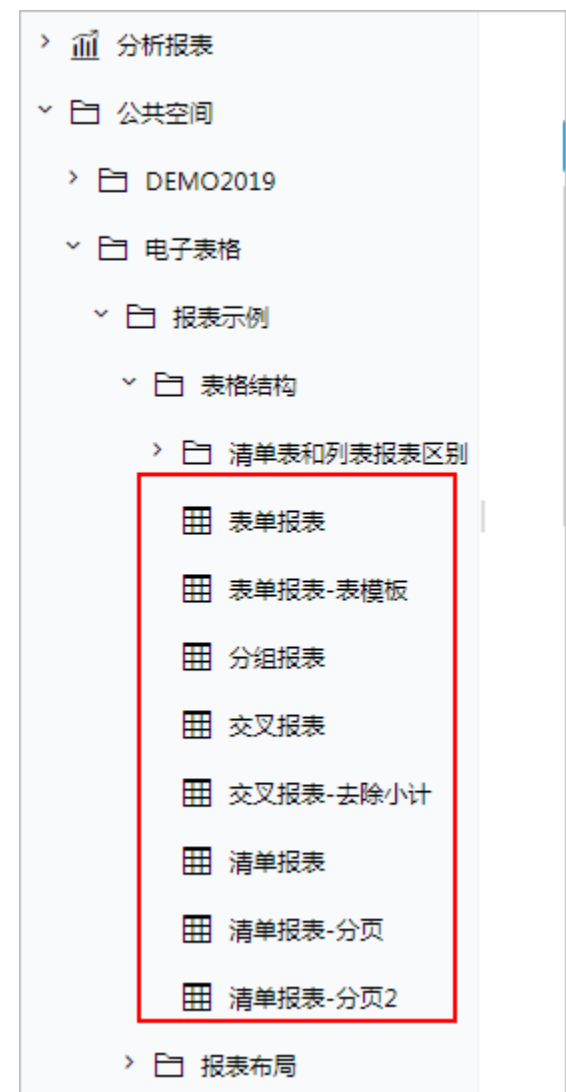 分析报表
公共空间
DEMO2019
电子表格
报表示例
表格结构
清单表和列表报表区别
表单报表
表单报表-表模板
分组报表
交叉报表
交叉报表-去除小计
清单报表
清单报表-分页
清单报表-分页2
报表布局